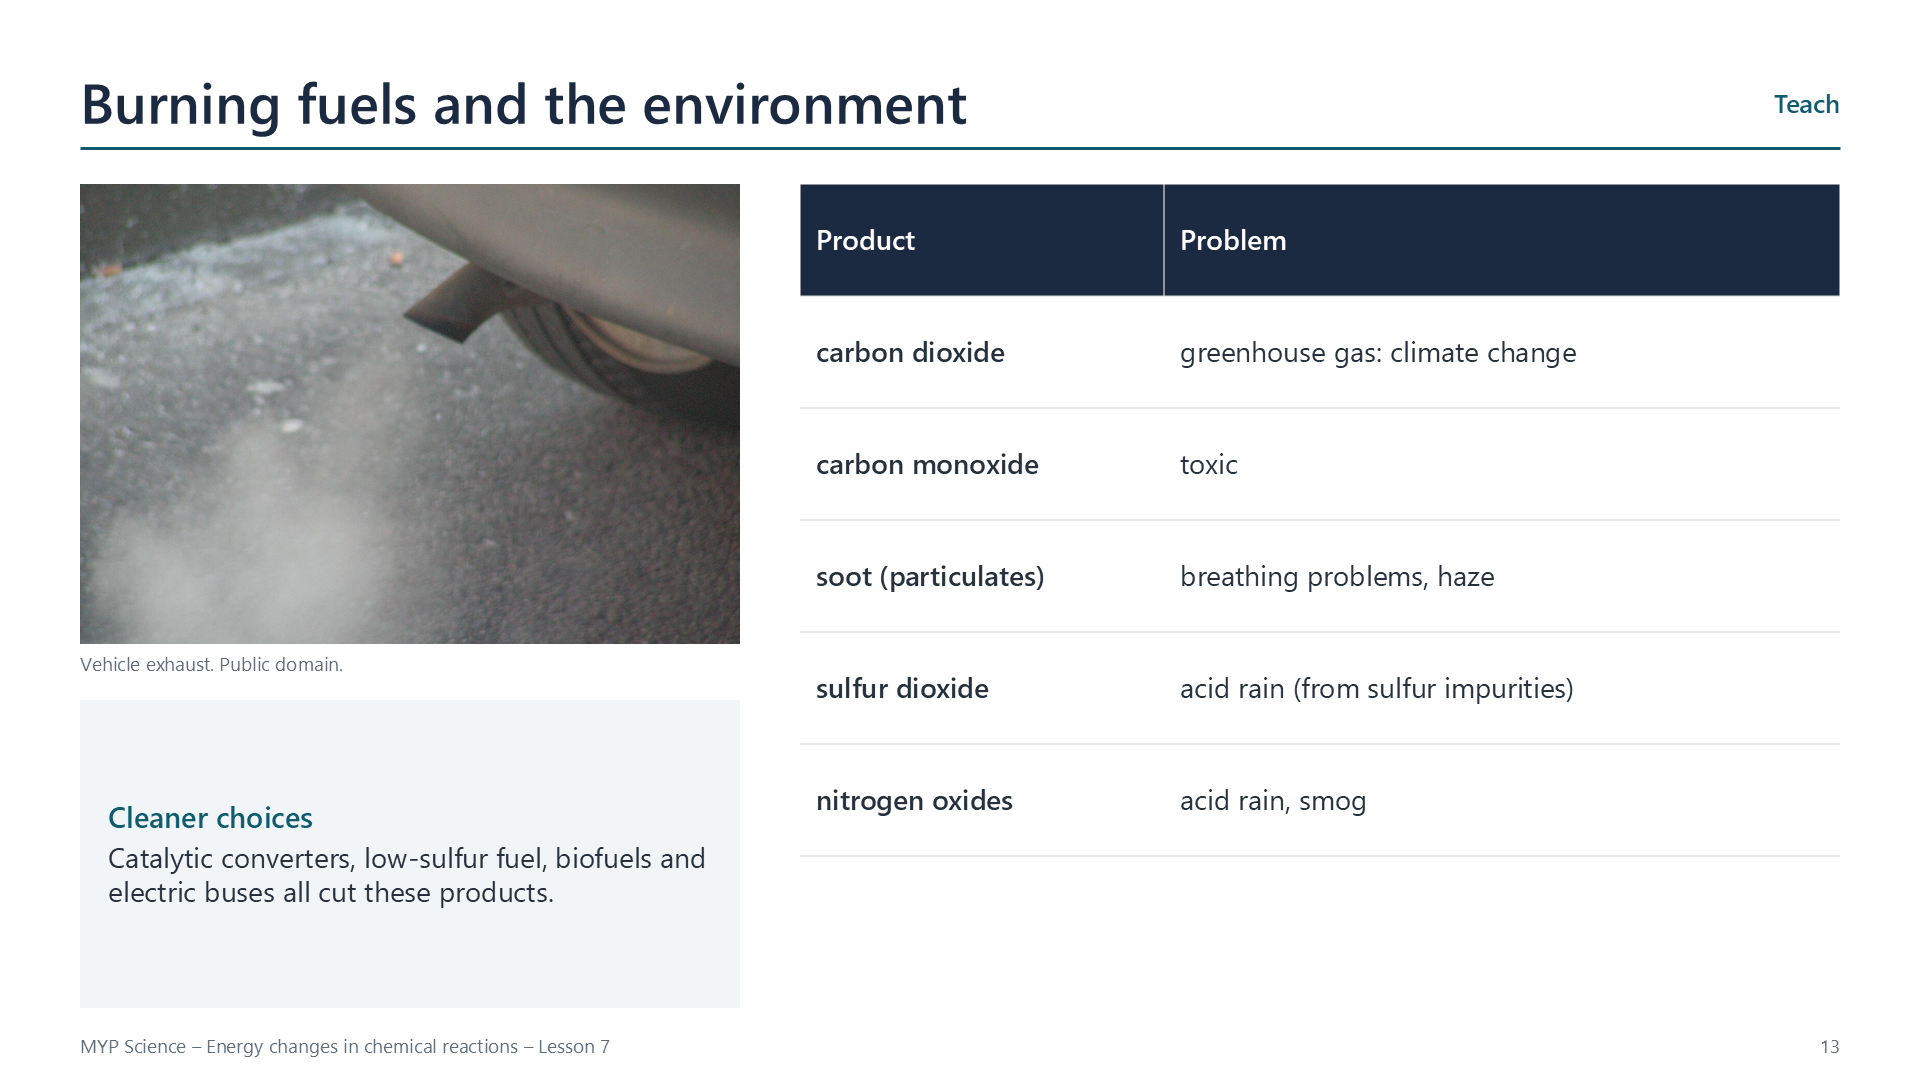 Burning fuels and the environment
Teach
Vehicle exhaust. Public domain.
Cleaner choices
Catalytic converters, low-sulfur fuel, biofuels and
electric buses all cut these products.
Product Problem
carbon dioxide greenhouse gas: climate change
carbon monoxide toxic
soot (particulates) breathing problems, haze
sulfur dioxide acid rain (from sulfur impurities)
nitrogen oxides acid rain, smog
MYP Science – Energy changes in chemical reactions – Lesson 7
13